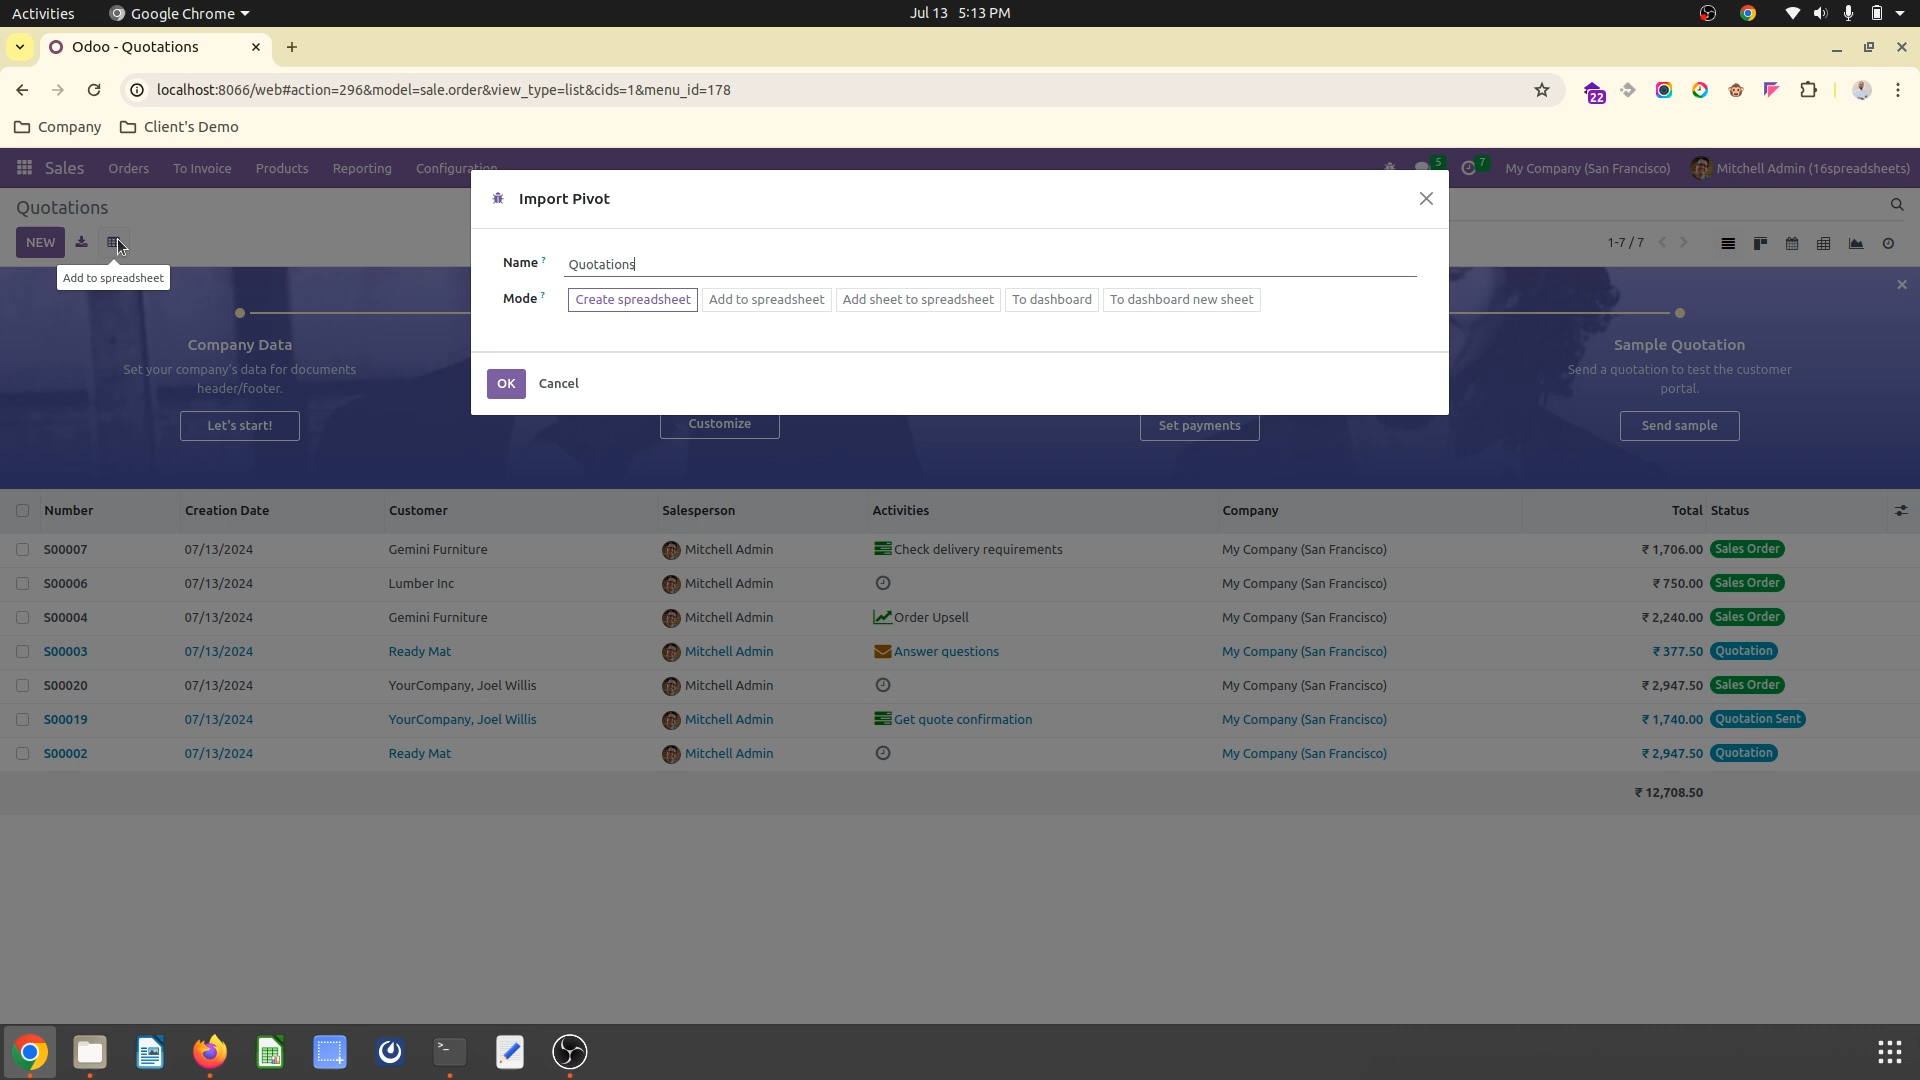 Activities Google Chrome Jul 13 5:13 PM
Odoo - Quotations
localhost:8066/web#action=296&model=sale.order&view_type=list&cids=1&menu_id=178
22
Company Client's Demo
Sales Orders To Invoice Products Reporting Configuration 5 7 My Company (San Francisco) Mitchell Admin (16spreadsheets)
Quotations
NEW 1-7 / 7
Add to spreadsheet
Import Pivot
Name ? Quotations
Mode ? Create spreadsheet Add to spreadsheet Add sheet to spreadsheet To dashboard To dashboard new sheet
OK Cancel
Company Data
Set your company's data for documents
header/footer.
Let's start!
Customize
Set payments
Sample Quotation
Send a quotation to test the customer
portal.
Send sample
Number Creation Date Customer Salesperson Activities Company Total Status
S00007 07/13/2024 Gemini Furniture Mitchell Admin Check delivery requirements My Company (San Francisco) ₹ 1,706.00 Sales Order
S00006 07/13/2024 Lumber Inc Mitchell Admin My Company (San Francisco) ₹ 750.00 Sales Order
S00004 07/13/2024 Gemini Furniture Mitchell Admin Order Upsell My Company (San Francisco) ₹ 2,240.00 Sales Order
S00003 07/13/2024 Ready Mat Mitchell Admin Answer questions My Company (San Francisco) ₹ 377.50 Quotation
S00020 07/13/2024 YourCompany, Joel Willis Mitchell Admin My Company (San Francisco) ₹ 2,947.50 Sales Order
S00019 07/13/2024 YourCompany, Joel Willis Mitchell Admin Get quote confirmation My Company (San Francisco) ₹ 1,740.00 Quotation Sent
S00002 07/13/2024 Ready Mat Mitchell Admin My Company (San Francisco) ₹ 2,947.50 Quotation
₹ 12,708.50